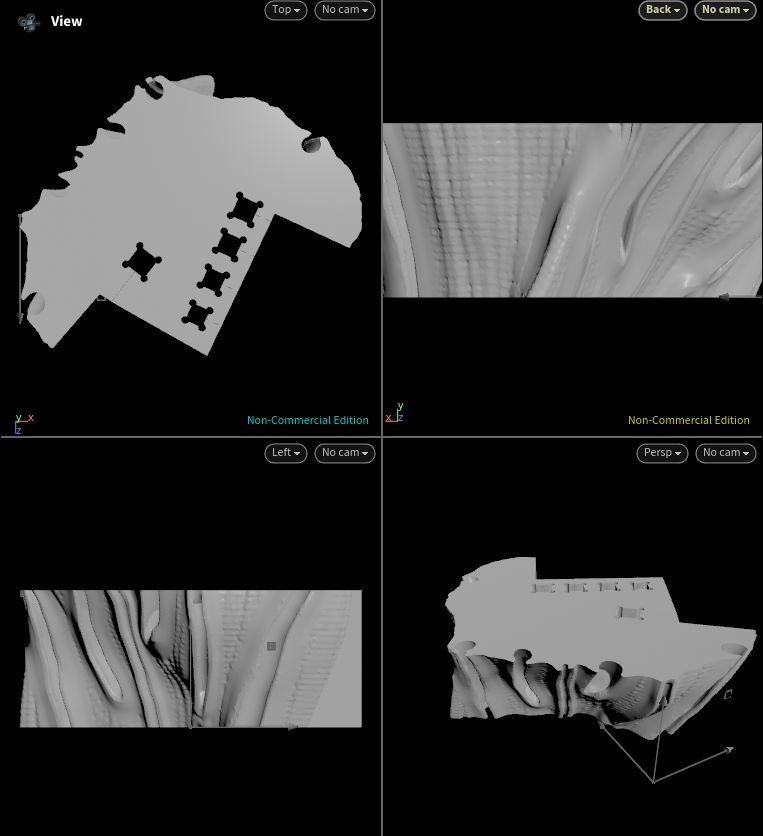 View
Top
No cam
Back
No cam
y x
z
Non-Commercial Edition
y
x z
Non-Commercial Edition
Left
No cam
Persp
No cam